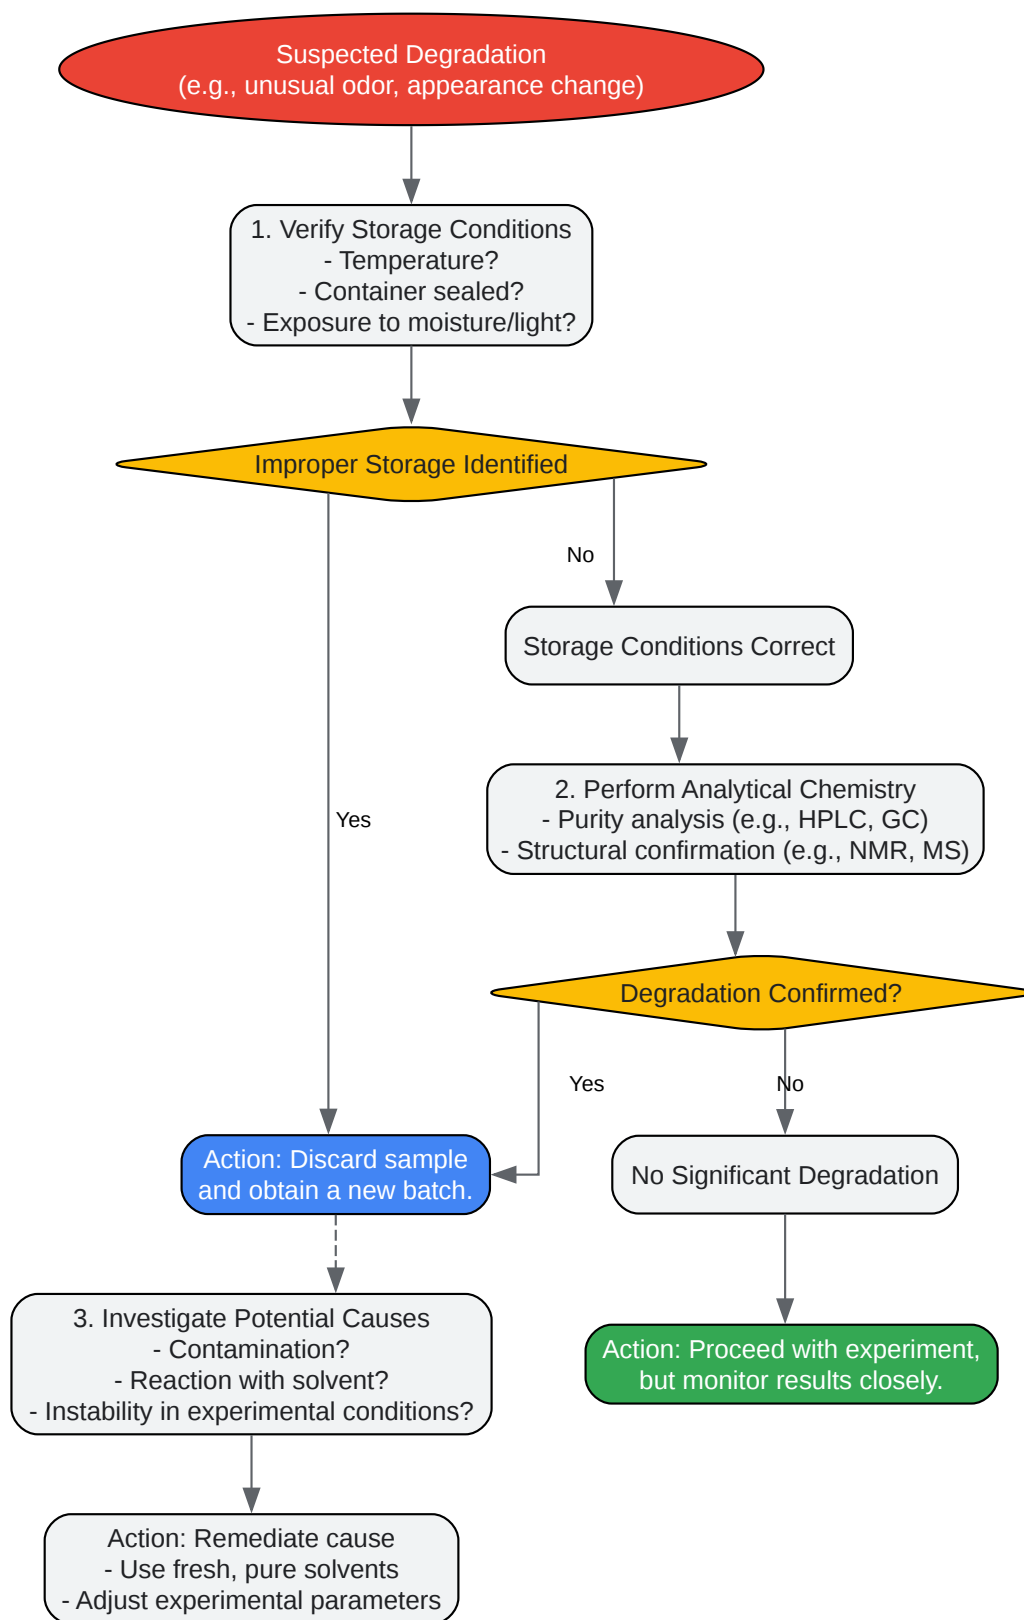 Suspected Degradation
(e.g., unusual odor, appearance change)
1. Verify Storage Conditions
- Temperature?
- Container sealed?
- Exposure to moisture/light?
Improper Storage Identified
No
Storage Conditions Correct
2. Perform Analytical Chemistry
- Purity analysis (e.g., HPLC, GC)
- Structural confirmation (e.g., NMR, MS)
Yes
Degradation Confirmed?
Yes
No
Action: Discard sample
and obtain a new batch.
No Significant Degradation
3. Investigate Potential Causes
- Contamination?
- Reaction with solvent?
- Instability in experimental conditions?
Action: Proceed with experiment,
but monitor results closely.
Action: Remediate cause
- Use fresh, pure solvents
- Adjust experimental parameters